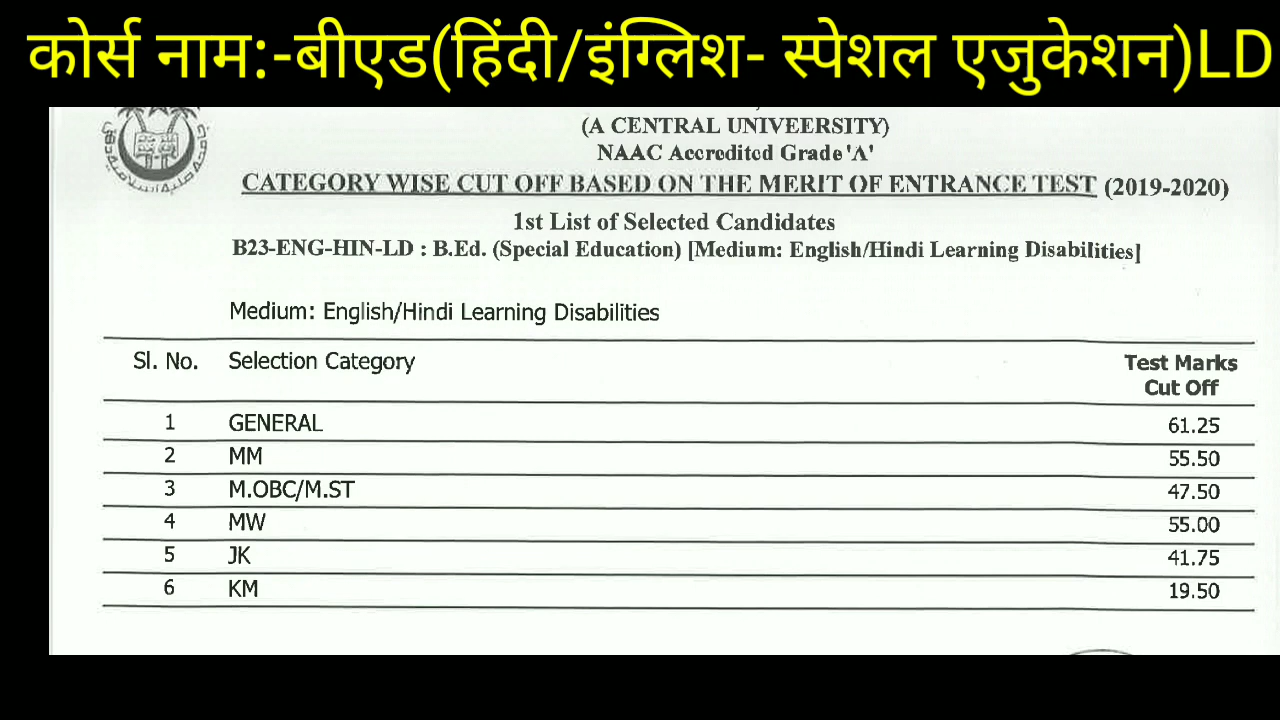 कोर्स नाम:-बीएड(हिंदी/इंग्लिश- स्पेशल एजुकेशन)LD
(A CENTRAL UNIVEERSITY)
NAAC Accredited Grade 'A'
CATEGORY WISE CUT OFF BASED ON THE MERIT OF ENTRANCE TEST (2019-2020)
1st List of Selected Candidates
B23-ENG-HIN-LD : B.Ed. (Special Education) [Medium: English/Hindi Learning Disabilities]
Medium: English/Hindi Learning Disabilities
Sl. No. Selection Category Test Marks
Cut Off
1 GENERAL 61.25
2 MM 55.50
3 M.OBC/M.ST 47.50
4 MW 55.00
5 JK 41.75
6 KM 19.50